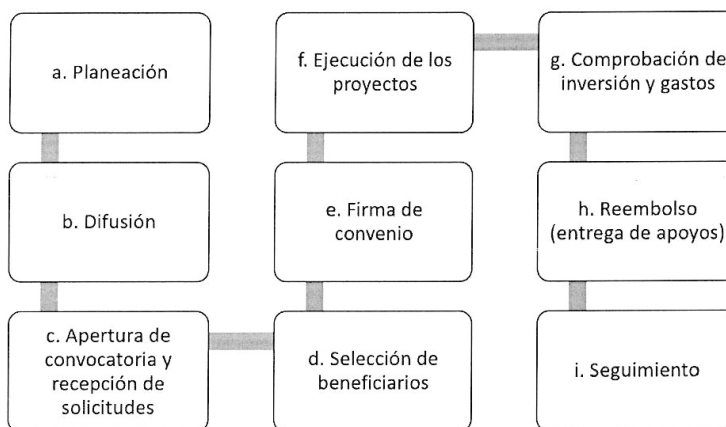 a. Planeación
b. Difusión
c. Apertura de
convocatoria y
recepción de
solicitudes
d. Selección de
beneficiarios
e. Firma de
convenio
f. Ejecución de los
proyectos
g. Comprobación de
inversión y gastos
h. Reembolso
(entrega de apoyos)
i. Seguimiento